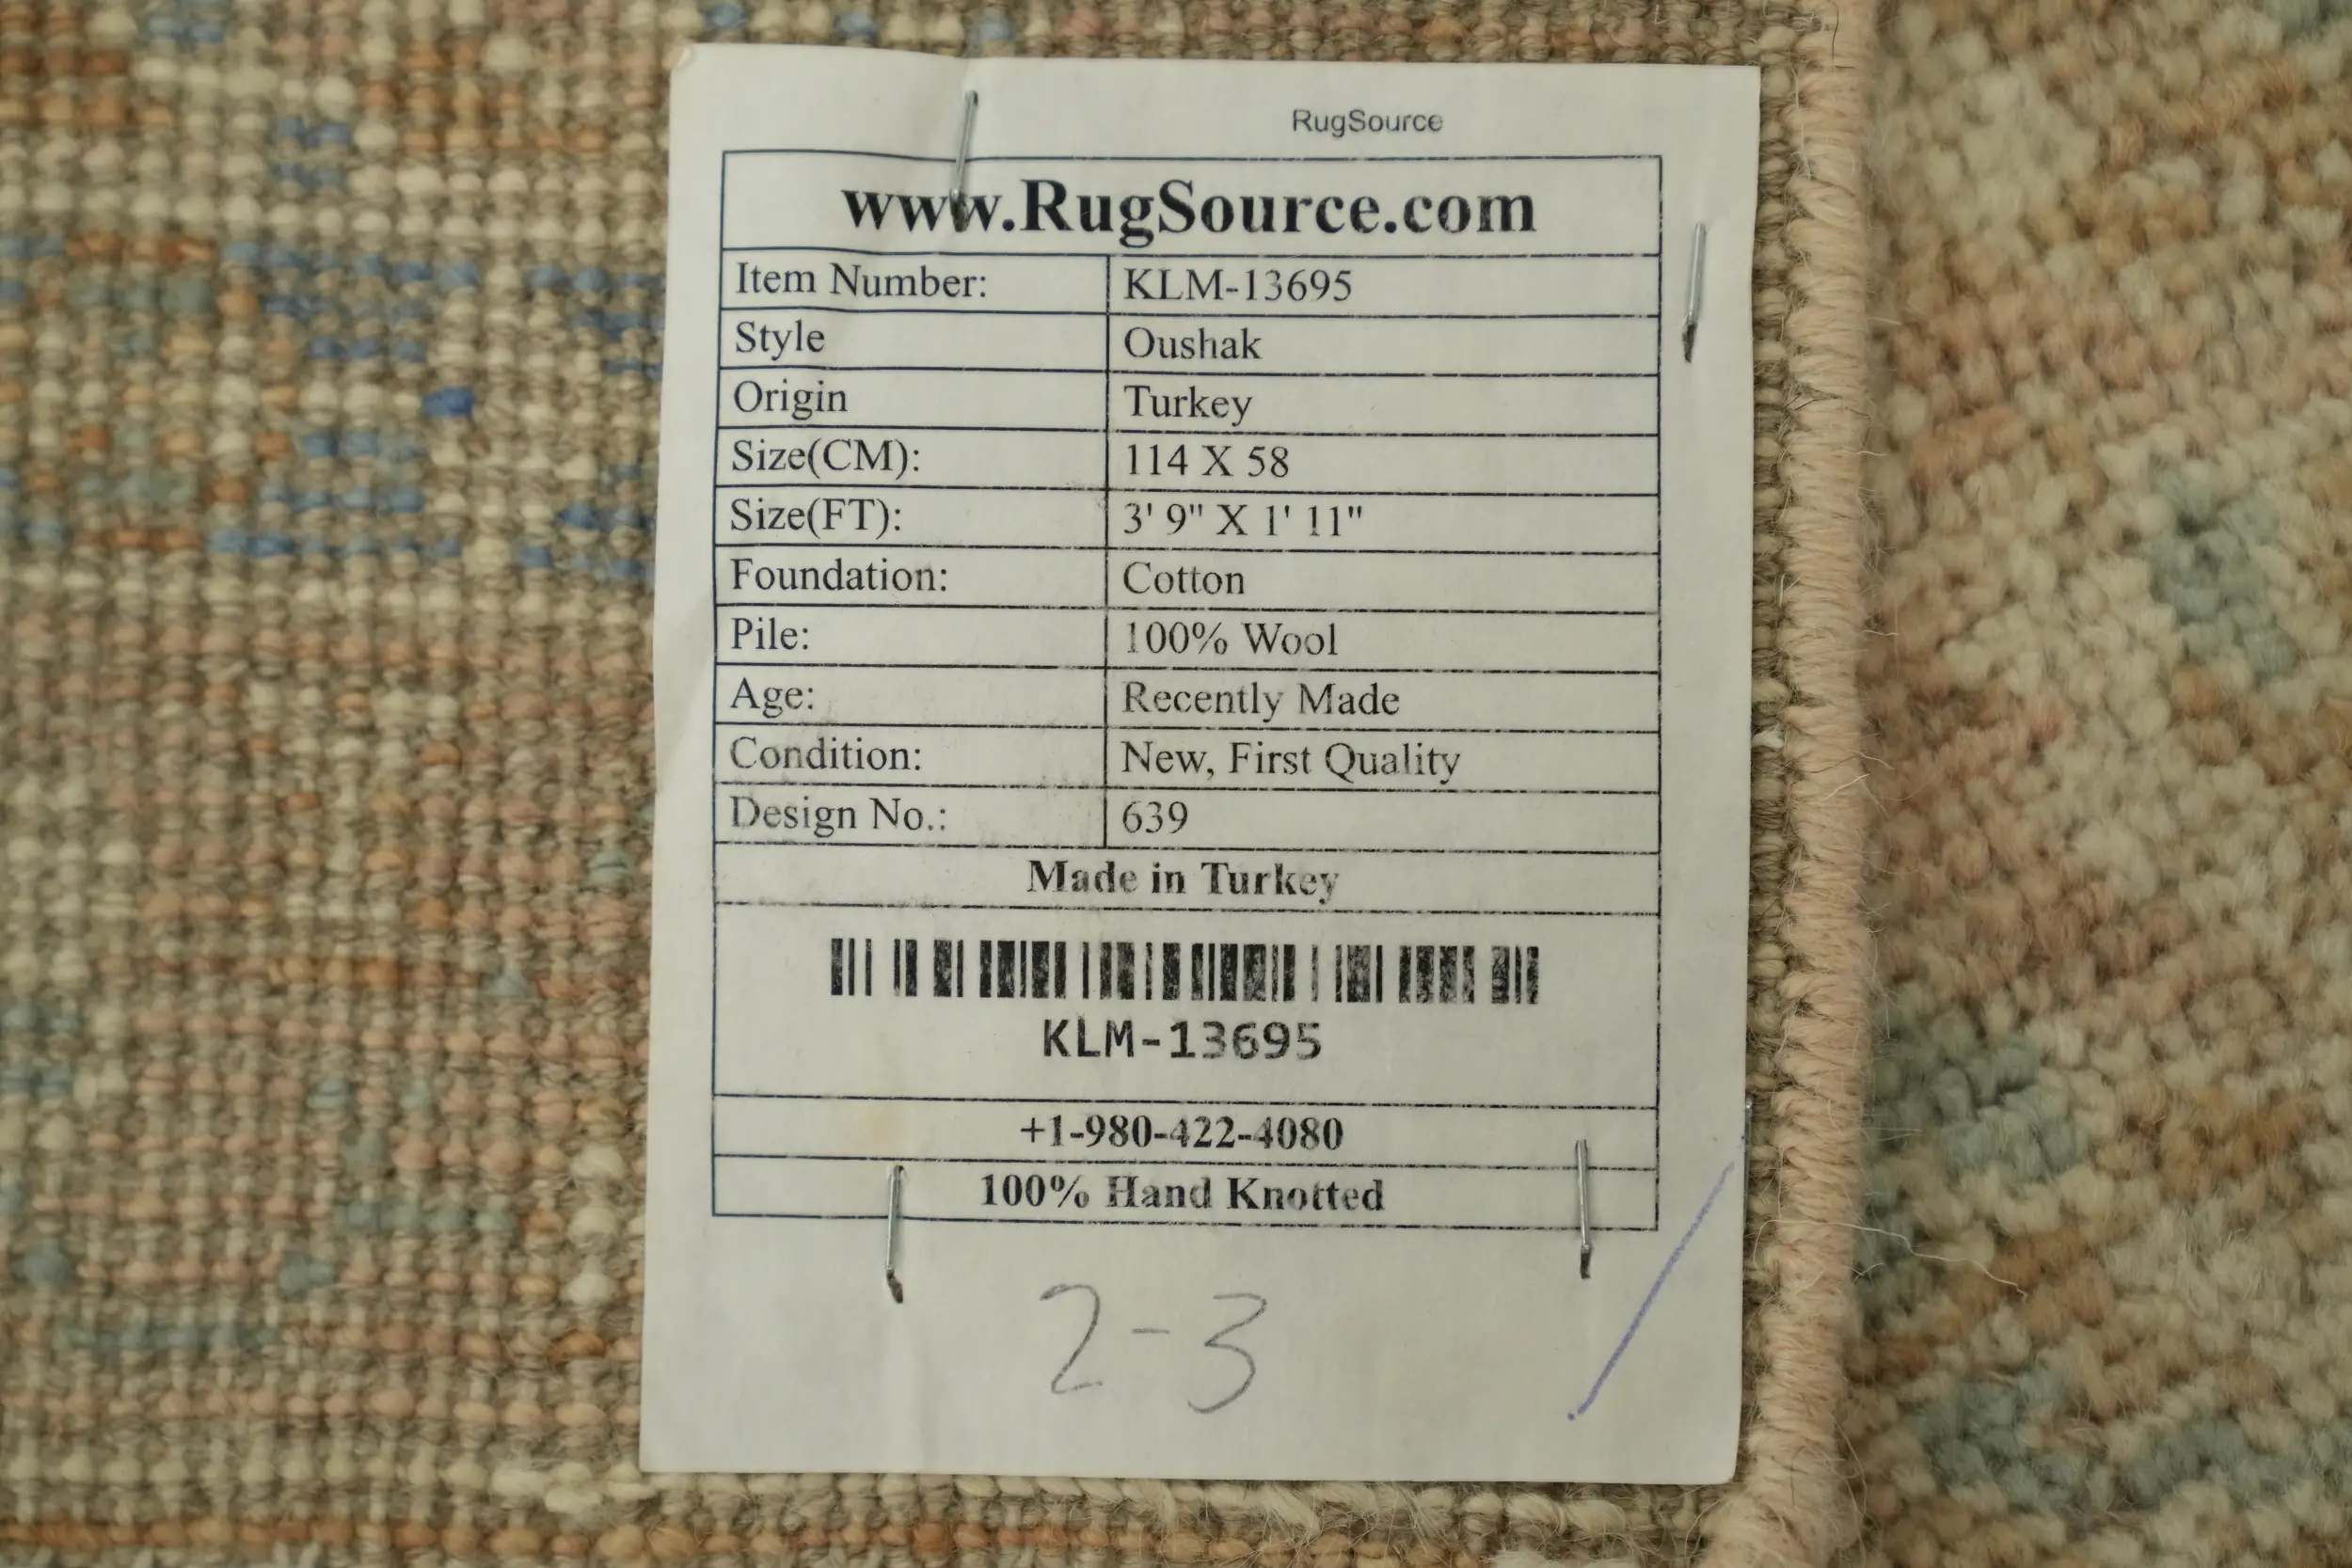 RugSource
www.RugSource.com
Item Number: KLM-13695
Style Oushak
Origin Turkey
Size(CM): 114 X 58
Size(FT): 3' 9" X 1' 11"
Foundation: Cotton
Pile: 100% Wool
Age: Recently Made
Condition: New, First Quality
Design No.: 639
Made in Turkey
KLM-13695
+1-980-422-4080
100% Hand Knotted
2-3